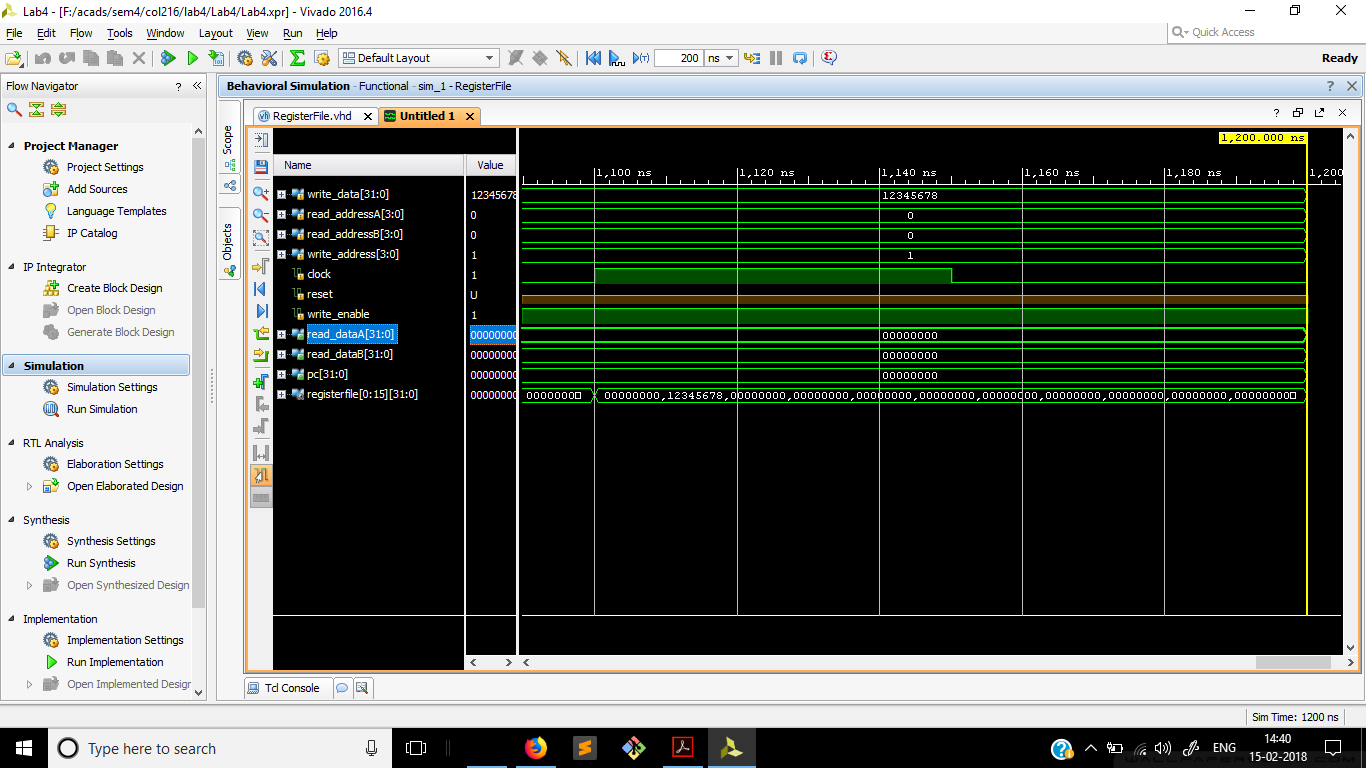 Lab4 - [F:/acads/sem4/col216/lab4/Lab4/Lab4.xpr] - Vivado 2016.4
File Edit Flow Tools Window Layout View Run Help
Quick Access
Default Layout
200 ns
Ready
Flow Navigator
Behavioral Simulation - Functional - sim_1 - RegisterFile
Project Manager
Project Settings
Add Sources
Language Templates
IP Catalog
IP Integrator
Create Block Design
Open Block Design
Generate Block Design
Simulation
Simulation Settings
Run Simulation
RTL Analysis
Elaboration Settings
Open Elaborated Design
Synthesis
Synthesis Settings
Run Synthesis
Open Synthesized Design
Implementation
Implementation Settings
Run Implementation
Open Implemented Design
Scope
Objects
RegisterFile.vhd
Untitled 1
1,200.000 ns
Name Value
1,100 ns 1,120 ns 1,140 ns 1,160 ns 1,180 ns 1,200
write_data[31:0] 12345678 12345678
read_addressA[3:0] 0 0
read_addressB[3:0] 0 0
write_address[3:0] 1 1
clock 1
reset U
write_enable 1
read_dataA[31:0] 00000000 00000000
read_dataB[31:0] 00000000 00000000
pc[31:0] 00000000 00000000
registerfile[0:15][31:0] 00000000 0000000 00000000,12345678,00000000,00000000,00000000,00000000,00000000,00000000,00000000,00000000,00000000
Tcl Console
Sim Time: 1200 ns
Type here to search
ENG
14:40
15-02-2018